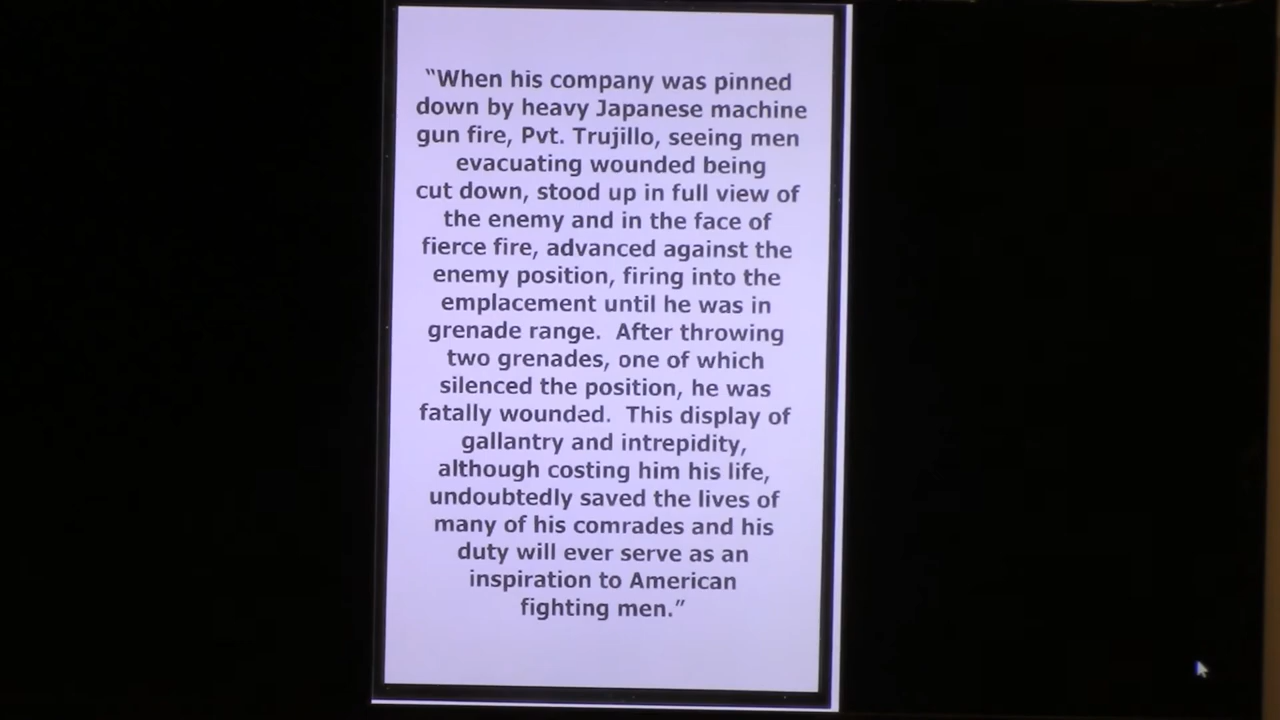 “When his company was pinned
down by heavy Japanese machine
gun fire, Pvt. Trujillo, seeing men
evacuating wounded being
cut down, stood up in full view of
the enemy and in the face of
fierce fire, advanced against the
enemy position, firing into the
emplacement until he was in
grenade range.  After throwing
two grenades, one of which
silenced the position, he was
fatally wounded.  This display of
gallantry and intrepidity,
although costing him his life,
undoubtedly saved the lives of
many of his comrades and his
duty will ever serve as an
inspiration to American
fighting men.”